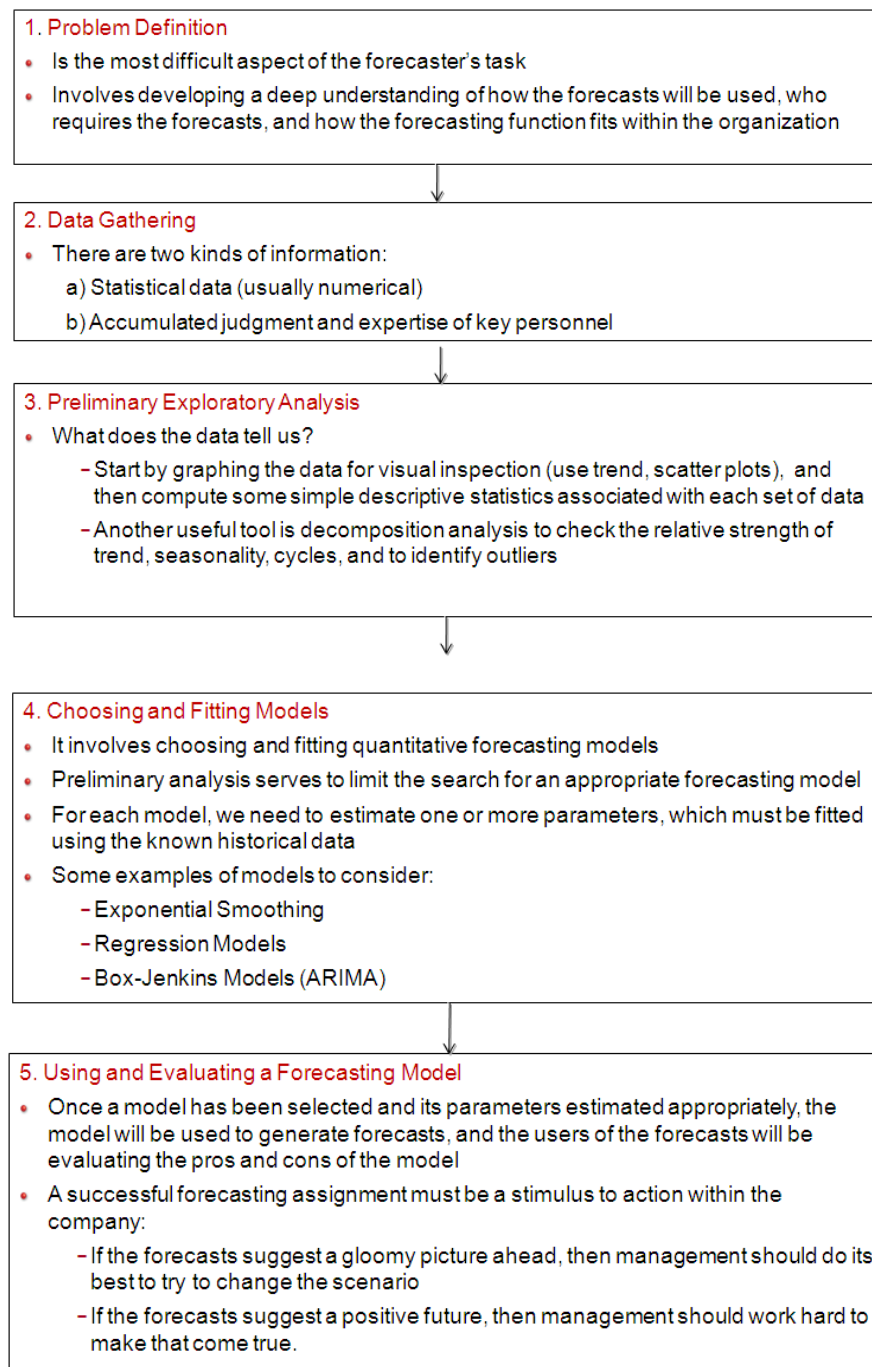 1. Problem Definition
• Is the most difficult aspect of the forecaster's task
• Involves developing a deep understanding of how the forecasts will be used, who
requires the forecasts, and how the forecasting function fits within the organization
2. Data Gathering
• There are two kinds of information:
a) Statistical data (usually numerical)
b) Accumulated judgment and expertise of key personnel
3. Preliminary Exploratory Analysis
• What does the data tell us?
– Start by graphing the data for visual inspection (use trend, scatter plots), and
then compute some simple descriptive statistics associated with each set of data
– Another useful tool is decomposition analysis to check the relative strength of
trend, seasonality, cycles, and to identify outliers
4. Choosing and Fitting Models
• It involves choosing and fitting quantitative forecasting models
• Preliminary analysis serves to limit the search for an appropriate forecasting model
• For each model, we need to estimate one or more parameters, which must be fitted
using the known historical data
• Some examples of models to consider:
– Exponential Smoothing
– Regression Models
– Box-Jenkins Models (ARIMA)
5. Using and Evaluating a Forecasting Model
• Once a model has been selected and its parameters estimated appropriately, the
model will be used to generate forecasts, and the users of the forecasts will be
evaluating the pros and cons of the model
• A successful forecasting assignment must be a stimulus to action within the
company:
– If the forecasts suggest a gloomy picture ahead, then management should do its
best to try to change the scenario
– If the forecasts suggest a positive future, then management should work hard to
make that come true.